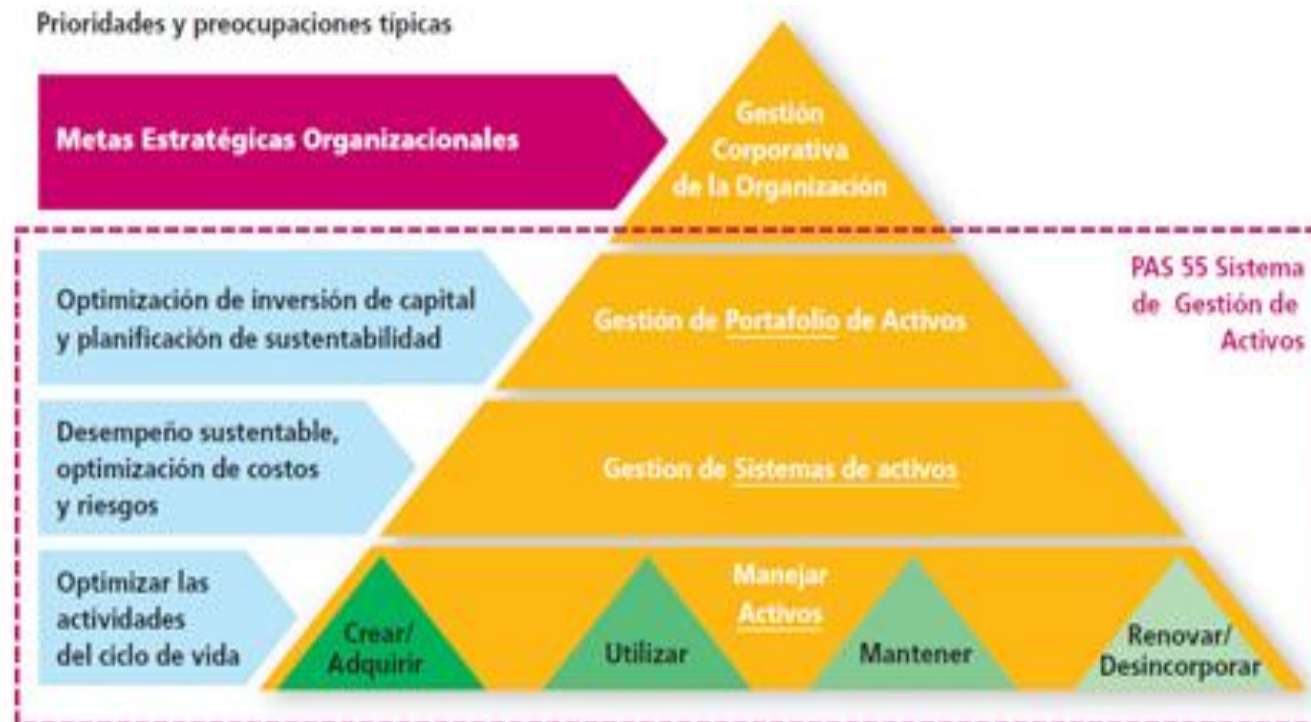 Prioridades y preocupaciones típicas
Metas Estratégicas Organizacionales
Gestión
Corporativa
de la Organización
Optimización de inversión de capital
y planificación de sustentabilidad
Gestión de Portafolio de Activos
PAS 55 Sistema
de Gestión de
Activos
Desempeño sustentable,
optimización de costos
y riesgos
Gestion de Sistemas de activos
Optimizar las
actividades
del ciclo de vida
Manejar
Activos
Crear/
Adquirir
Utilizar
Mantener
Renovar/
Desincorporar